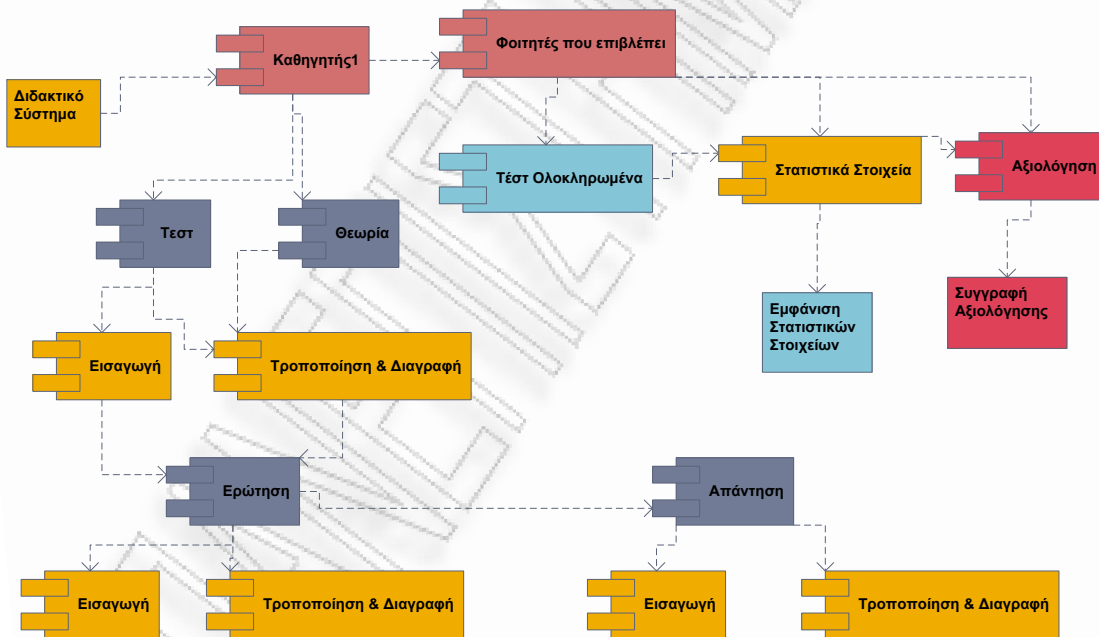 Καθηγητής1
Φοιτητές που επιβλέπει
Διδακτικό
Σύστημα
Τέστ Ολοκληρωμένα
Στατιστικά Στοιχεία
Αξιολόγηση
Τεστ
Θεωρία
Εμφάνιση
Στατιστικών
Στοιχείων
Συγγραφή
Αξιολόγησης
Εισαγωγή
Τροποποίηση & Διαγραφή
Ερώτηση
Απάντηση
Εισαγωγή
Τροποποίηση & Διαγραφή
Εισαγωγή
Τροποποίηση & Διαγραφή